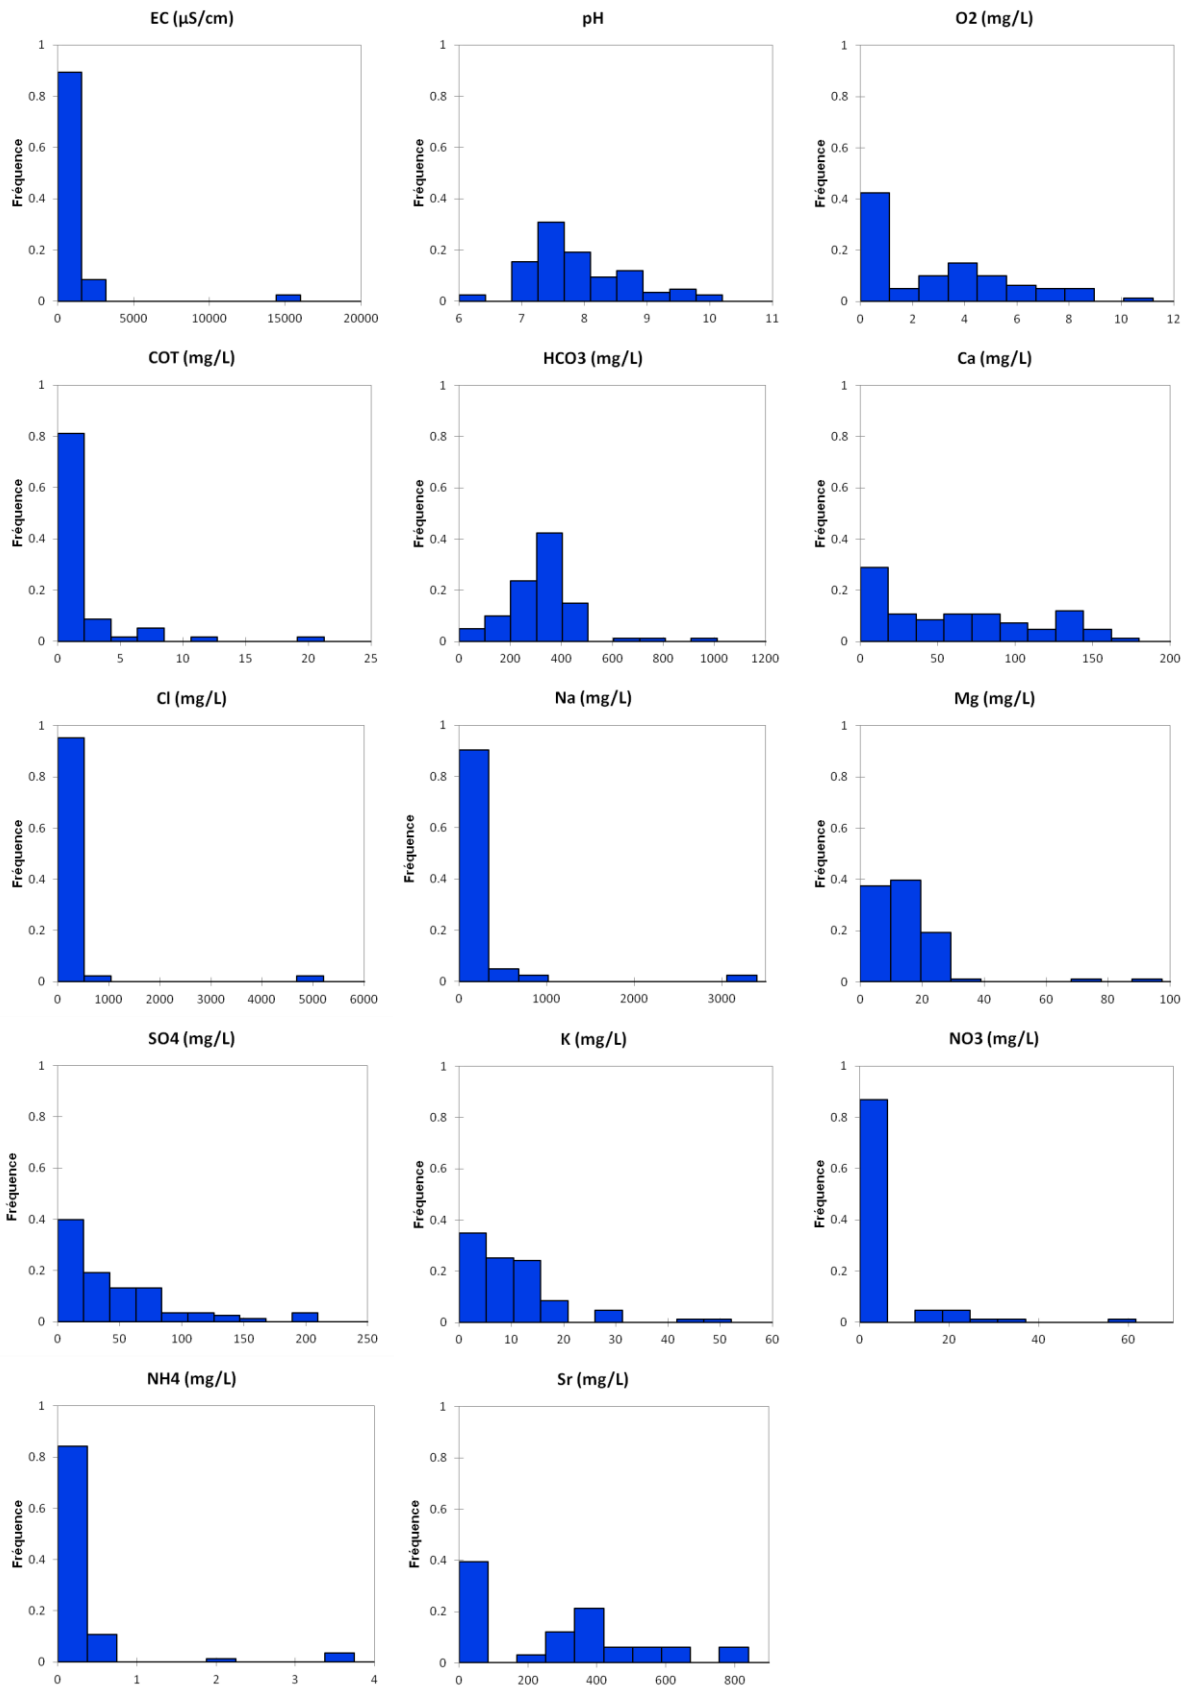 EC (µS/cm)
Fréquence
1
0.8
0.6
0.4
0.2
0
0 5000 10000 15000 20000
pH
Fréquence
1
0.8
0.6
0.4
0.2
0
6 7 8 9 10 11
O2 (mg/L)
Fréquence
1
0.8
0.6
0.4
0.2
0
0 2 4 6 8 10 12
COT (mg/L)
Fréquence
1
0.8
0.6
0.4
0.2
0
0 5 10 15 20 25
HCO3 (mg/L)
Fréquence
1
0.8
0.6
0.4
0.2
0
0 200 400 600 800 1000 1200
Ca (mg/L)
Fréquence
1
0.8
0.6
0.4
0.2
0
0 50 100 150 200
Cl (mg/L)
Fréquence
1
0.8
0.6
0.4
0.2
0
0 1000 2000 3000 4000 5000 6000
Na (mg/L)
Fréquence
1
0.8
0.6
0.4
0.2
0
0 1000 2000 3000
Mg (mg/L)
Fréquence
1
0.8
0.6
0.4
0.2
0
0 20 40 60 80 100
SO4 (mg/L)
Fréquence
1
0.8
0.6
0.4
0.2
0
0 50 100 150 200 250
K (mg/L)
Fréquence
1
0.8
0.6
0.4
0.2
0
0 10 20 30 40 50 60
NO3 (mg/L)
Fréquence
1
0.8
0.6
0.4
0.2
0
0 20 40 60
NH4 (mg/L)
Fréquence
1
0.8
0.6
0.4
0.2
0
0 1 2 3 4
Sr (mg/L)
Fréquence
1
0.8
0.6
0.4
0.2
0
0 200 400 600 800